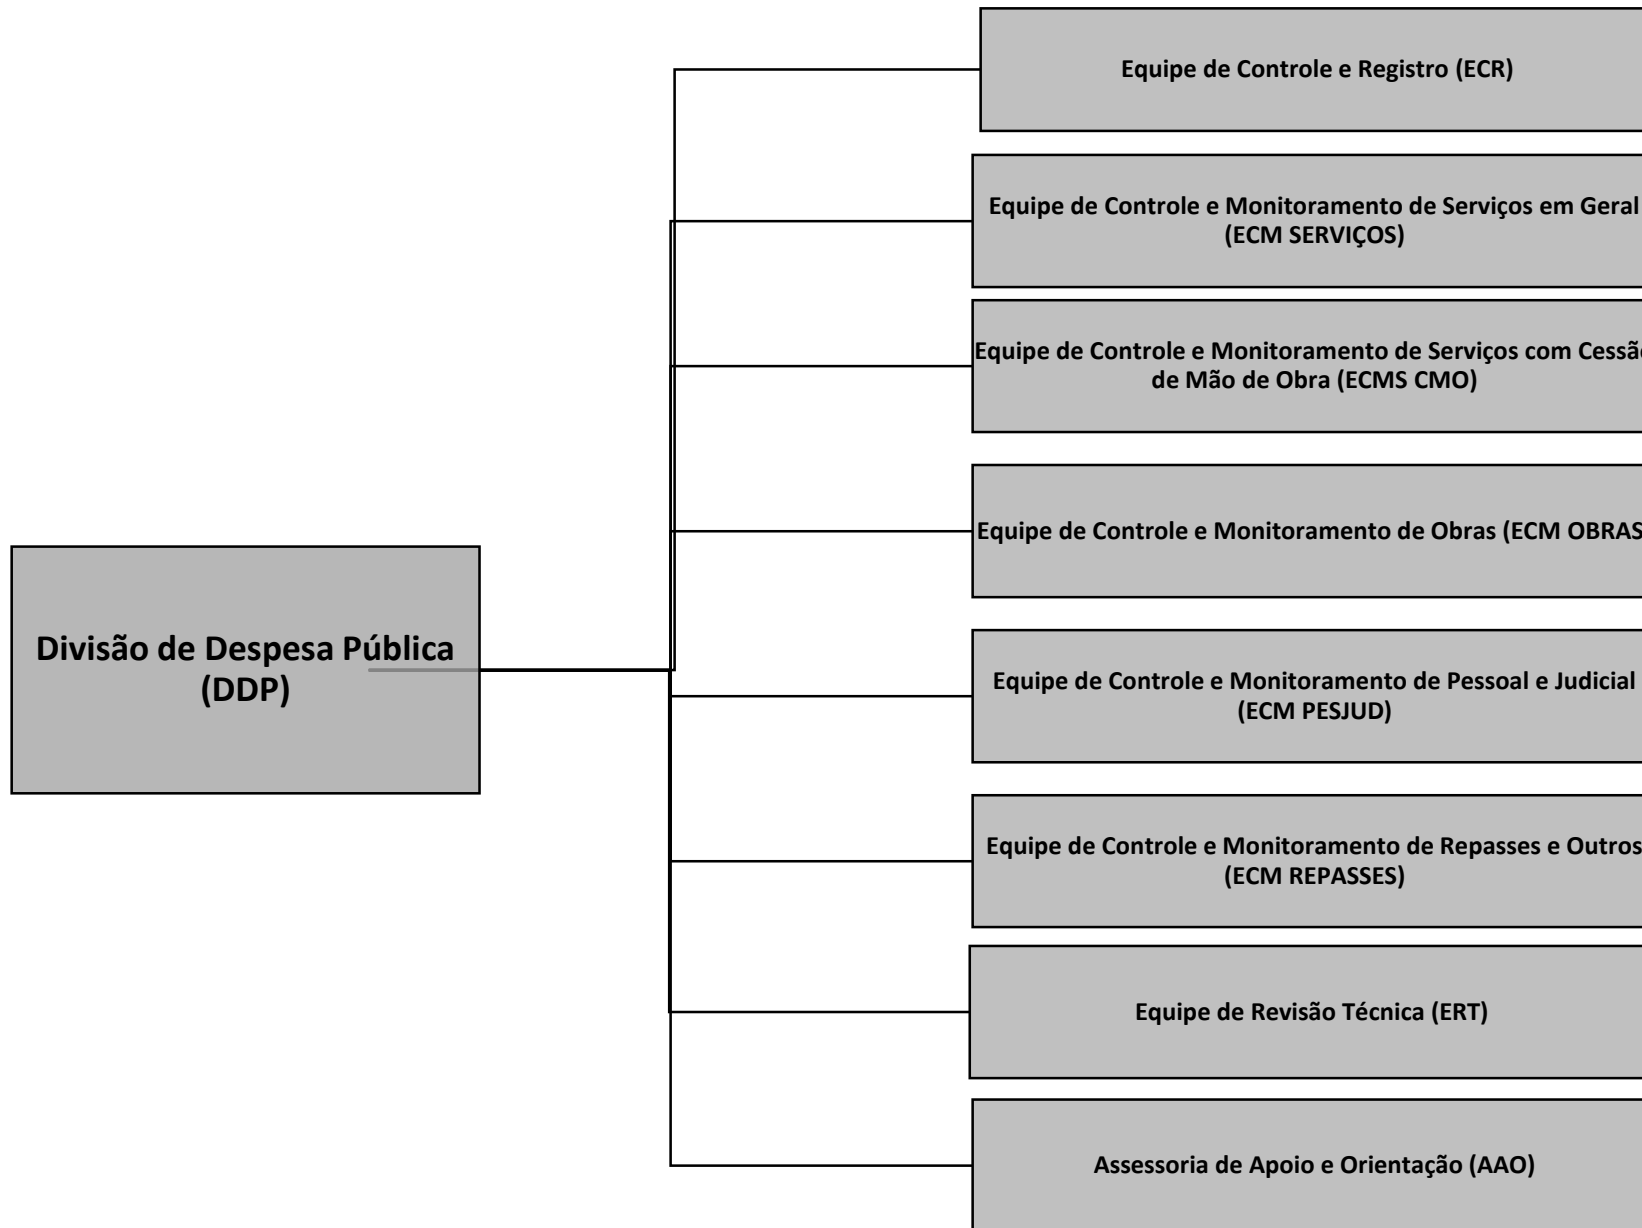 Equipe de Controle e Registro (ECR)
Equipe de Controle e Monitoramento de Serviços em Geral
(ECM SERVIÇOS)
Equipe de Controle e Monitoramento de Serviços com Cessã
de Mão de Obra (ECMS CMO)
Equipe de Controle e Monitoramento de Obras (ECM OBRAS
Divisão de Despesa Pública
(DDP)
Equipe de Controle e Monitoramento de Pessoal e Judicial
(ECM PESJUD)
Equipe de Controle e Monitoramento de Repasses e Outros
(ECM REPASSES)
Equipe de Revisão Técnica (ERT)
Assessoria de Apoio e Orientação (AAO)